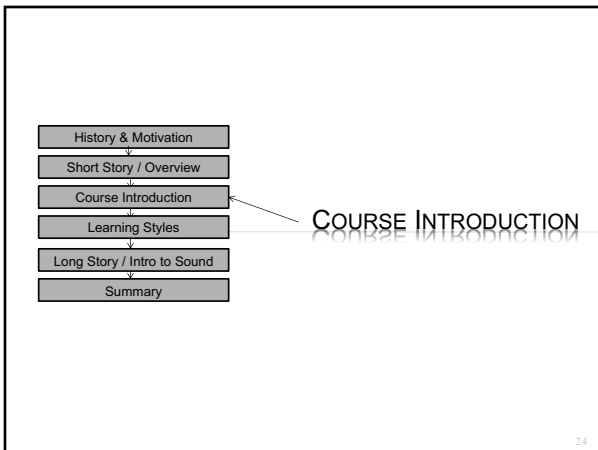 History & Motivation
Short Story / Overview
Course Introduction
Learning Styles
Long Story / Intro to Sound
Summary
COURSE INTRODUCTION
24